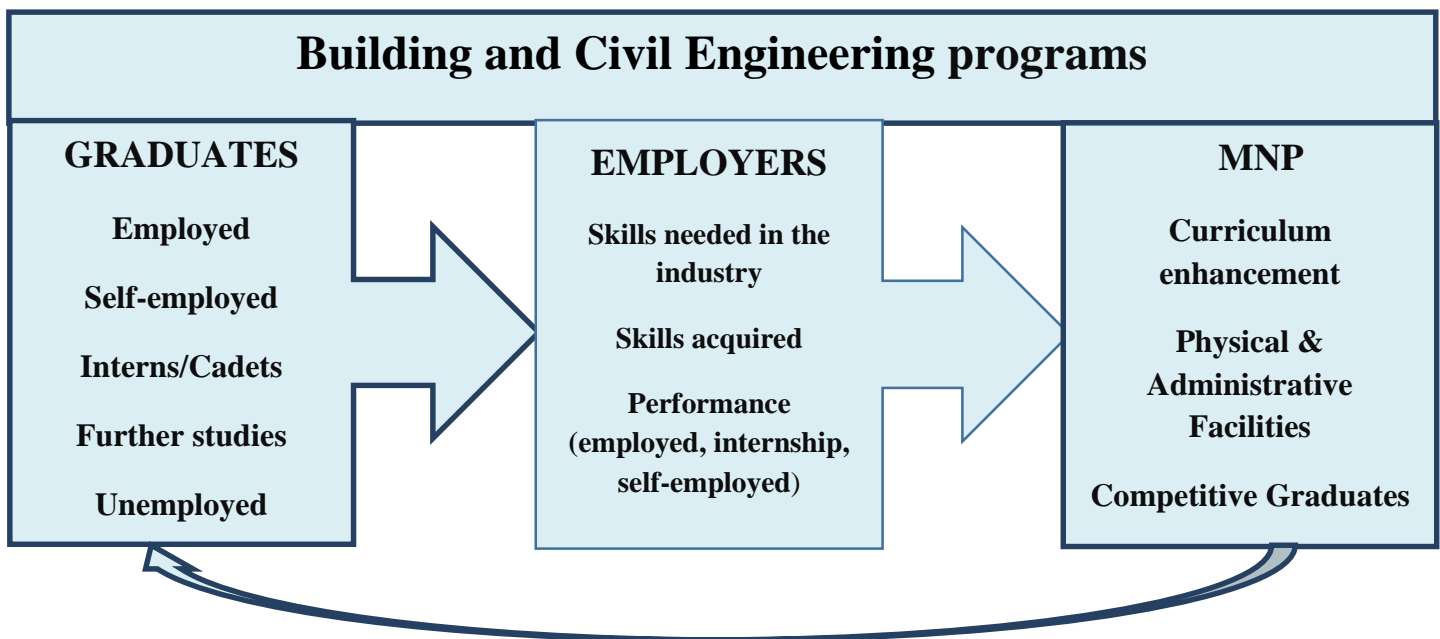 Building and Civil Engineering programs
GRADUATES
Employed
Self-employed
Interns/Cadets
Further studies
Unemployed
EMPLOYERS
Skills needed in the
industry
Skills acquired
Performance
(employed, internship,
self-employed)
MNP
Curriculum
enhancement
Physical &
Administrative
Facilities
Competitive Graduates